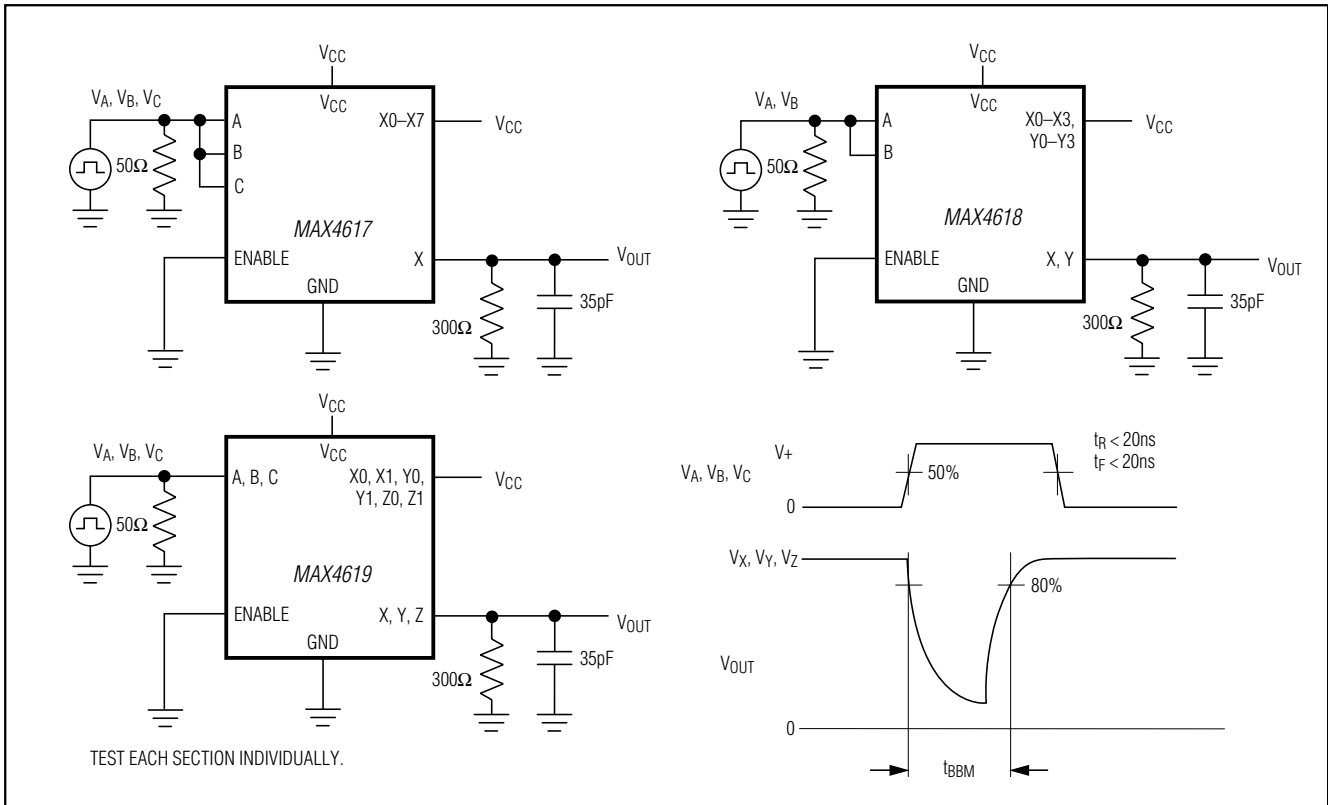 VCC
VA, VB, VC
VCC
A
X0–X7
VCC
50Ω
B
C
MAX4617
ENABLE
X
VOUT
GND
300Ω
35pF
VCC
VA, VB
VCC
A
X0–X3,
Y0–Y3
VCC
50Ω
B
MAX4618
ENABLE
X, Y
VOUT
GND
300Ω
35pF
VCC
VA, VB, VC
VCC
A, B, C
X0, X1, Y0,
Y1, Z0, Z1
VCC
50Ω
MAX4619
ENABLE
X, Y, Z
VOUT
GND
300Ω
35pF
TEST EACH SECTION INDIVIDUALLY.
V+
tR < 20ns
tF < 20ns
VA, VB, VC
50%
0
VX, VY, VZ
80%
VOUT
0
tBBM